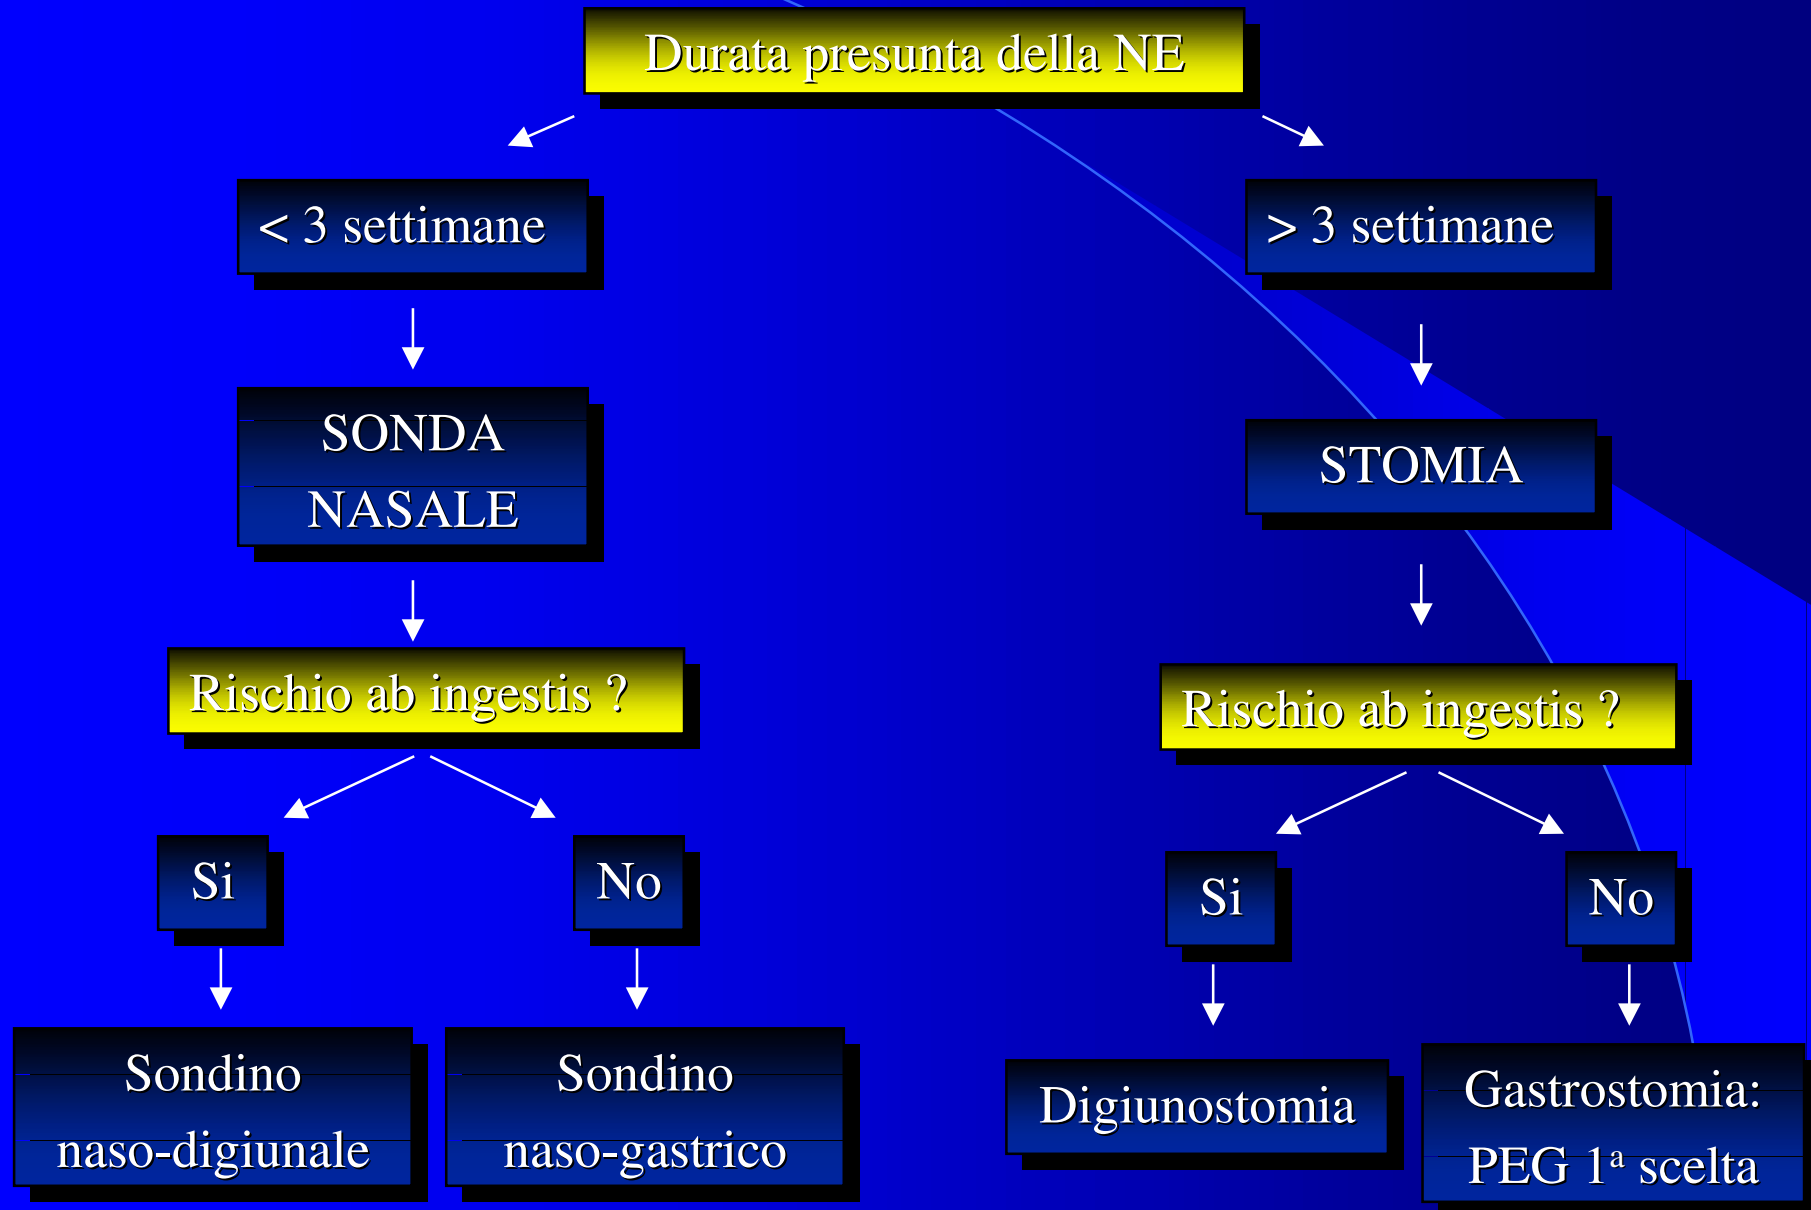 Durata presunta della NE
< 3 settimane
> 3 settimane
SONDA
NASALE
STOMIA
Rischio ab ingestis ?
Rischio ab ingestis ?
Si
No
Si
No
Sondino
naso-digiunale
Sondino
naso-gastrico
Digiunostomia
Gastrostomia:
PEG 1ª scelta